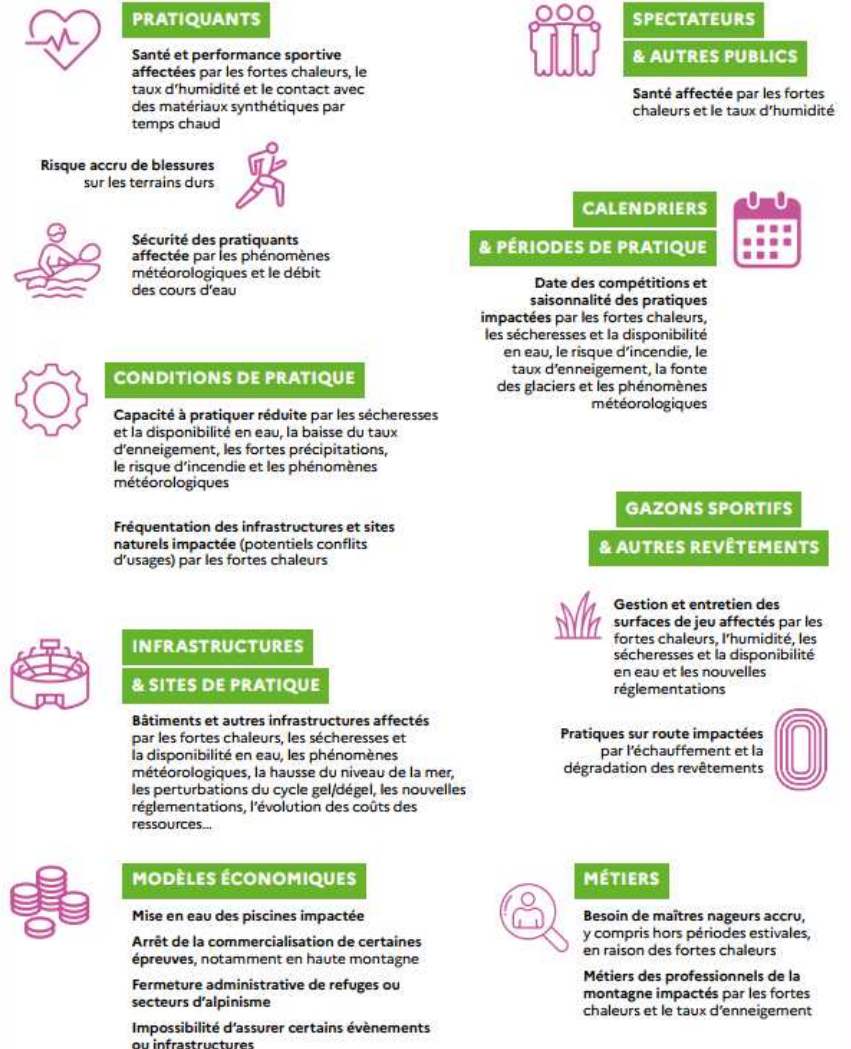 PRATIQUANTS
Santé et performance sportive
affectées par les fortes chaleurs, le
taux d'humidité et le contact avec
des matériaux synthétiques par
temps chaud
Risque accru de blessures
sur les terrains durs
Sécurité des pratiquants
affectée par les phénomènes
météorologiques et le débit
des cours d'eau
SPECTATEURS
& AUTRES PUBLICS
Santé affectée par les fortes
chaleurs et le taux d'humidité
CALENDRIERS
& PÉRIODES DE PRATIQUE
Date des compétitions et
saisonnalité des pratiques
impactées par les fortes chaleurs,
les sécheresses et la disponibilité
en eau, le risque d'incendie, le
taux d'enneigement, la fonte
des glaciers et les phénomènes
météorologiques
CONDITIONS DE PRATIQUE
Capacité à pratiquer réduite par les sécheresses
et la disponibilité en eau, la baisse du taux
d'enneigement, les fortes précipitations,
le risque d'incendie et les phénomènes
météorologiques
Fréquentation des infrastructures et sites
naturels impactée (potentiels conflits
d'usages) par les fortes chaleurs
GAZONS SPORTIFS
& AUTRES REVÊTEMENTS
Gestion et entretien des
surfaces de jeu affectés par les
fortes chaleurs, l'humidité, les
sécheresses et la disponibilité
en eau et les nouvelles
réglementations
Pratiques sur route impactées
par l'échauffement et la
dégradation des revêtements
INFRASTRUCTURES
& SITES DE PRATIQUE
Bâtiments et autres infrastructures affectés
par les fortes chaleurs, les sécheresses et
la disponibilité en eau, les phénomènes
météorologiques, la hausse du niveau de la mer,
les perturbations du cycle gel/dégel, les nouvelles
réglementations, l'évolution des coûts des
ressources...
MODÈLES ÉCONOMIQUES
Mise en eau des piscines impactée
Arrêt de la commercialisation de certaines
épreuves, notamment en haute montagne
Fermeture administrative de refuges ou
secteurs d'alpinisme
Impossibilité d'assurer certains évènements
ou infrastructures
MÉTIERS
Besoin de maîtres nageurs accru,
y compris hors périodes estivales,
en raison des fortes chaleurs
Métiers des professionnels de la
montagne impactés par les fortes
chaleurs et le taux d'enneigement